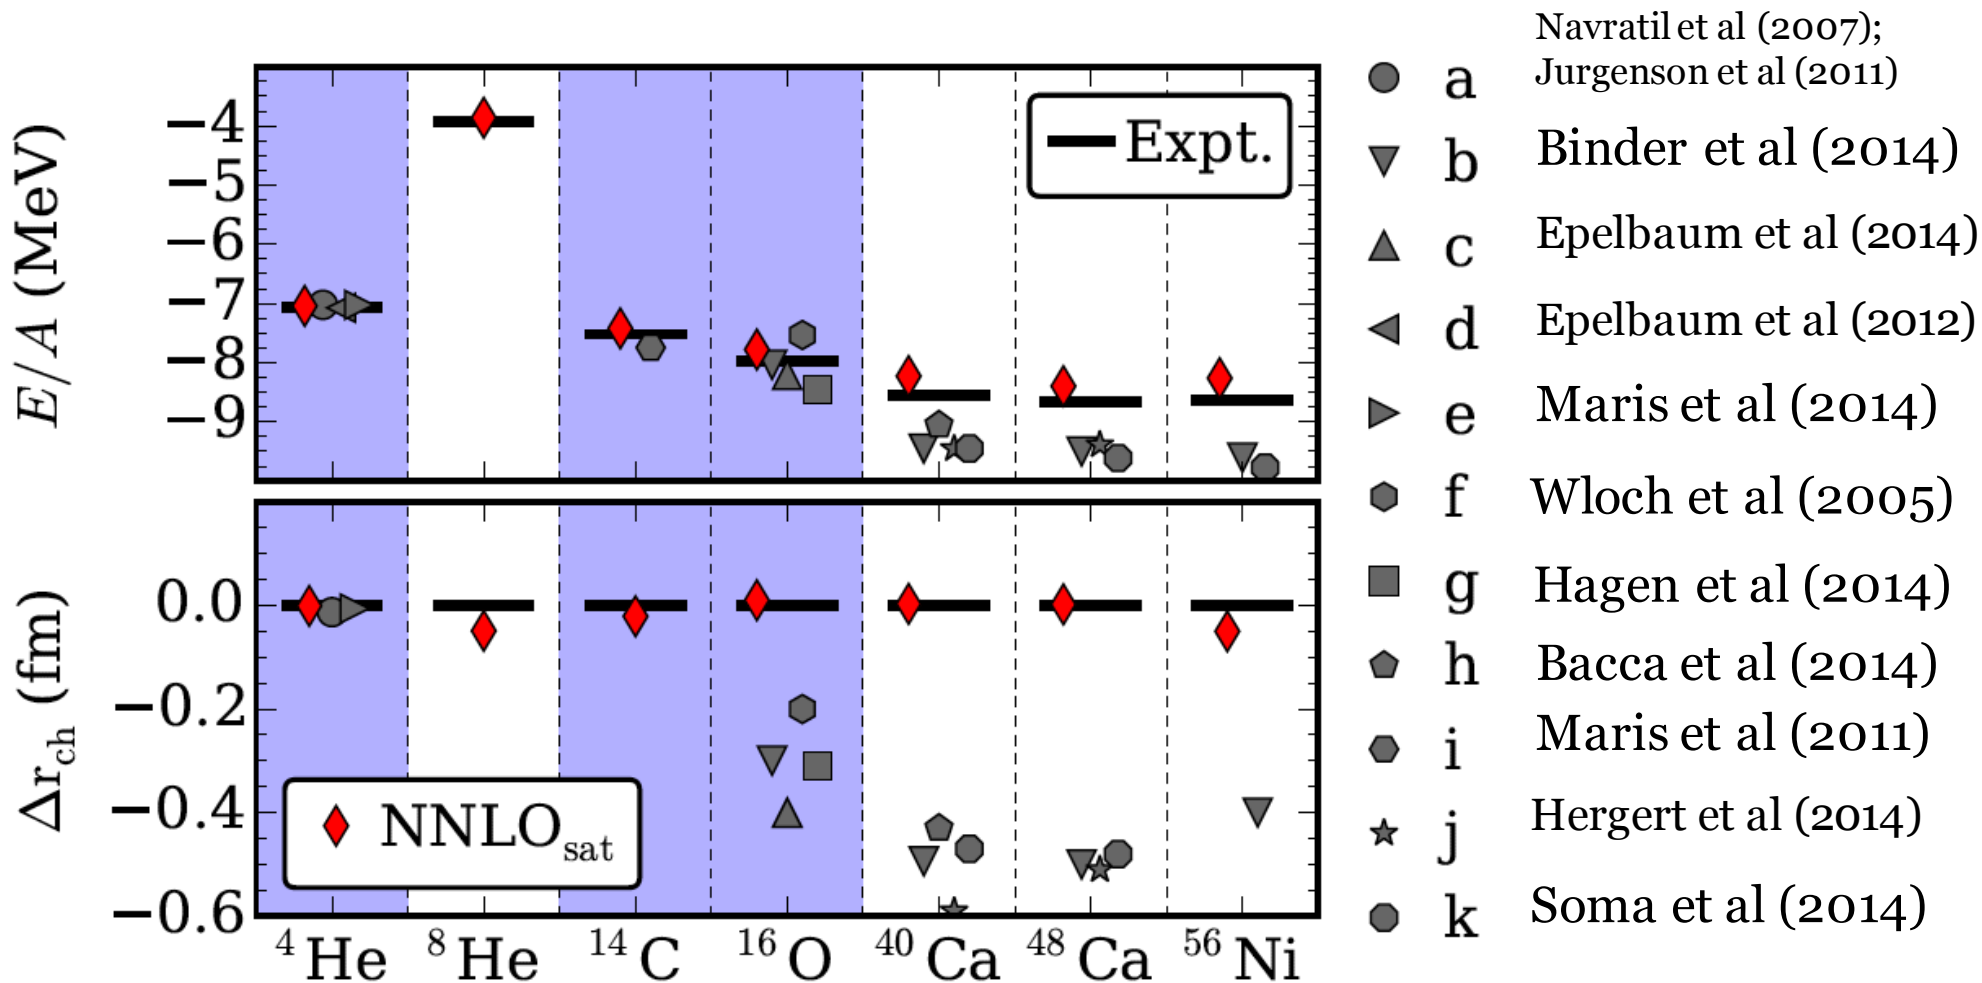 Navratil et al (2007);
Jurgenson et al (2011)
a
b Binder et al (2014)
c Epelbaum et al (2014)
d Epelbaum et al (2012)
e Maris et al (2014)
f Wloch et al (2005)
g Hagen et al (2014)
h Bacca et al (2014)
i Maris et al (2011)
j Hergert et al (2014)
k Soma et al (2014)
E/A (MeV)
−4
−5
−6
−7
−8
−9
Expt.
Δr_ch (fm)
0.0
−0.2
−0.4
−0.6
NNLO_sat
⁴He ⁸He ¹⁴C ¹⁶O ⁴⁰Ca ⁴⁸Ca ⁵⁶Ni